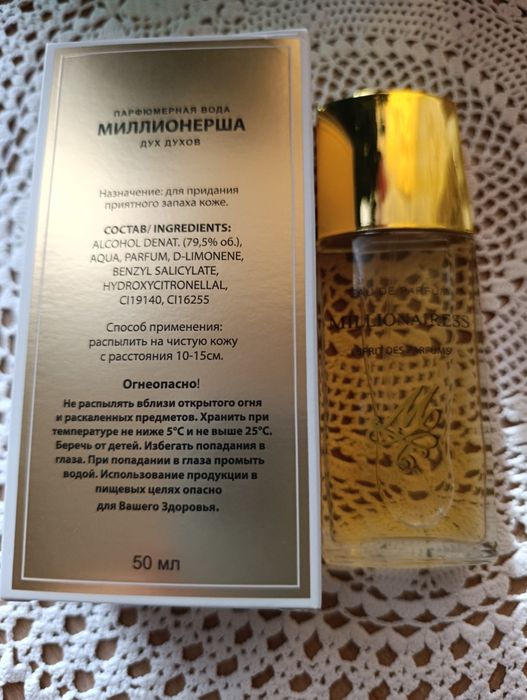 ПАРФЮМЕРНАЯ ВОДА
МИЛЛИОНЕРША
ДУХ ДУХОВ
Назначение: для придания
приятного запаха коже.
СОСТАВ/ INGREDIENTS:
ALCOHOL DENAT. (79,5% об.),
AQUA, PARFUM, D-LIMONENE,
BENZYL SALICYLATE,
HYDROXYCITRONELLAL,
CI19140, CI16255
Способ применения:
распылить на чистую кожу
с расстояния 10-15см.
Огнеопасно!
Не распылять вблизи открытого огня
и раскаленных предметов. Хранить при
температуре не ниже 5°С и не выше 25°С.
Беречь от детей. Избегать попадания в
глаза. При попадании в глаза промыть
водой. Использование продукции в
пищевых целях опасно
для Вашего Здоровья.
50 мл
EAU DE PARFUM
MILLIONAIRESS
ESPRIT DES PARFUMS